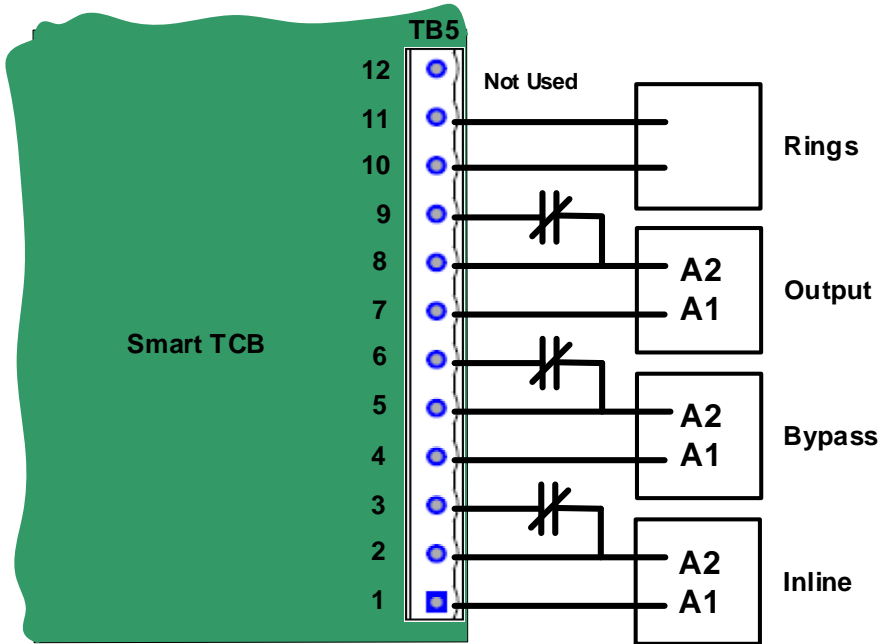 TB5
12
Not Used
11
10
Rings
9
8
A2
Output
7
A1
Smart TCB
6
5
A2
Bypass
4
A1
3
2
A2
Inline
1
A1